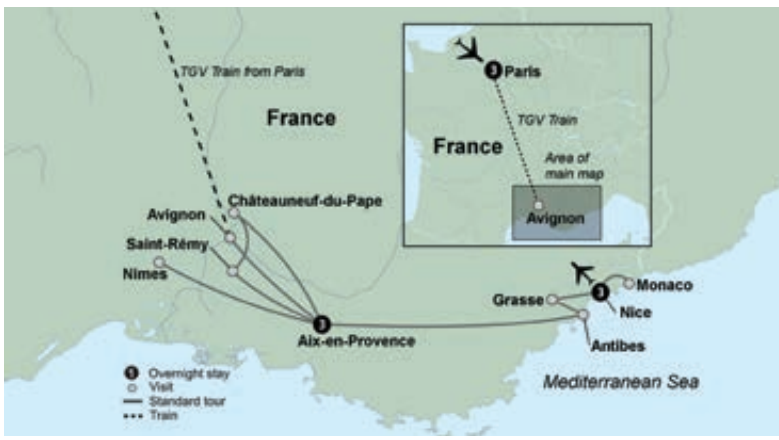 TGV Train from Paris
France
Châteauneuf-du-Pape
Avignon
Saint-Rémy
Nîmes
3
Aix-en-Provence
3
Paris
TGV Train
France
Area of
main map
Avignon
Monaco
Grasse
3
Nice
Antibes
Mediterranean Sea
Overnight stay
Visit
Standard tour
Train